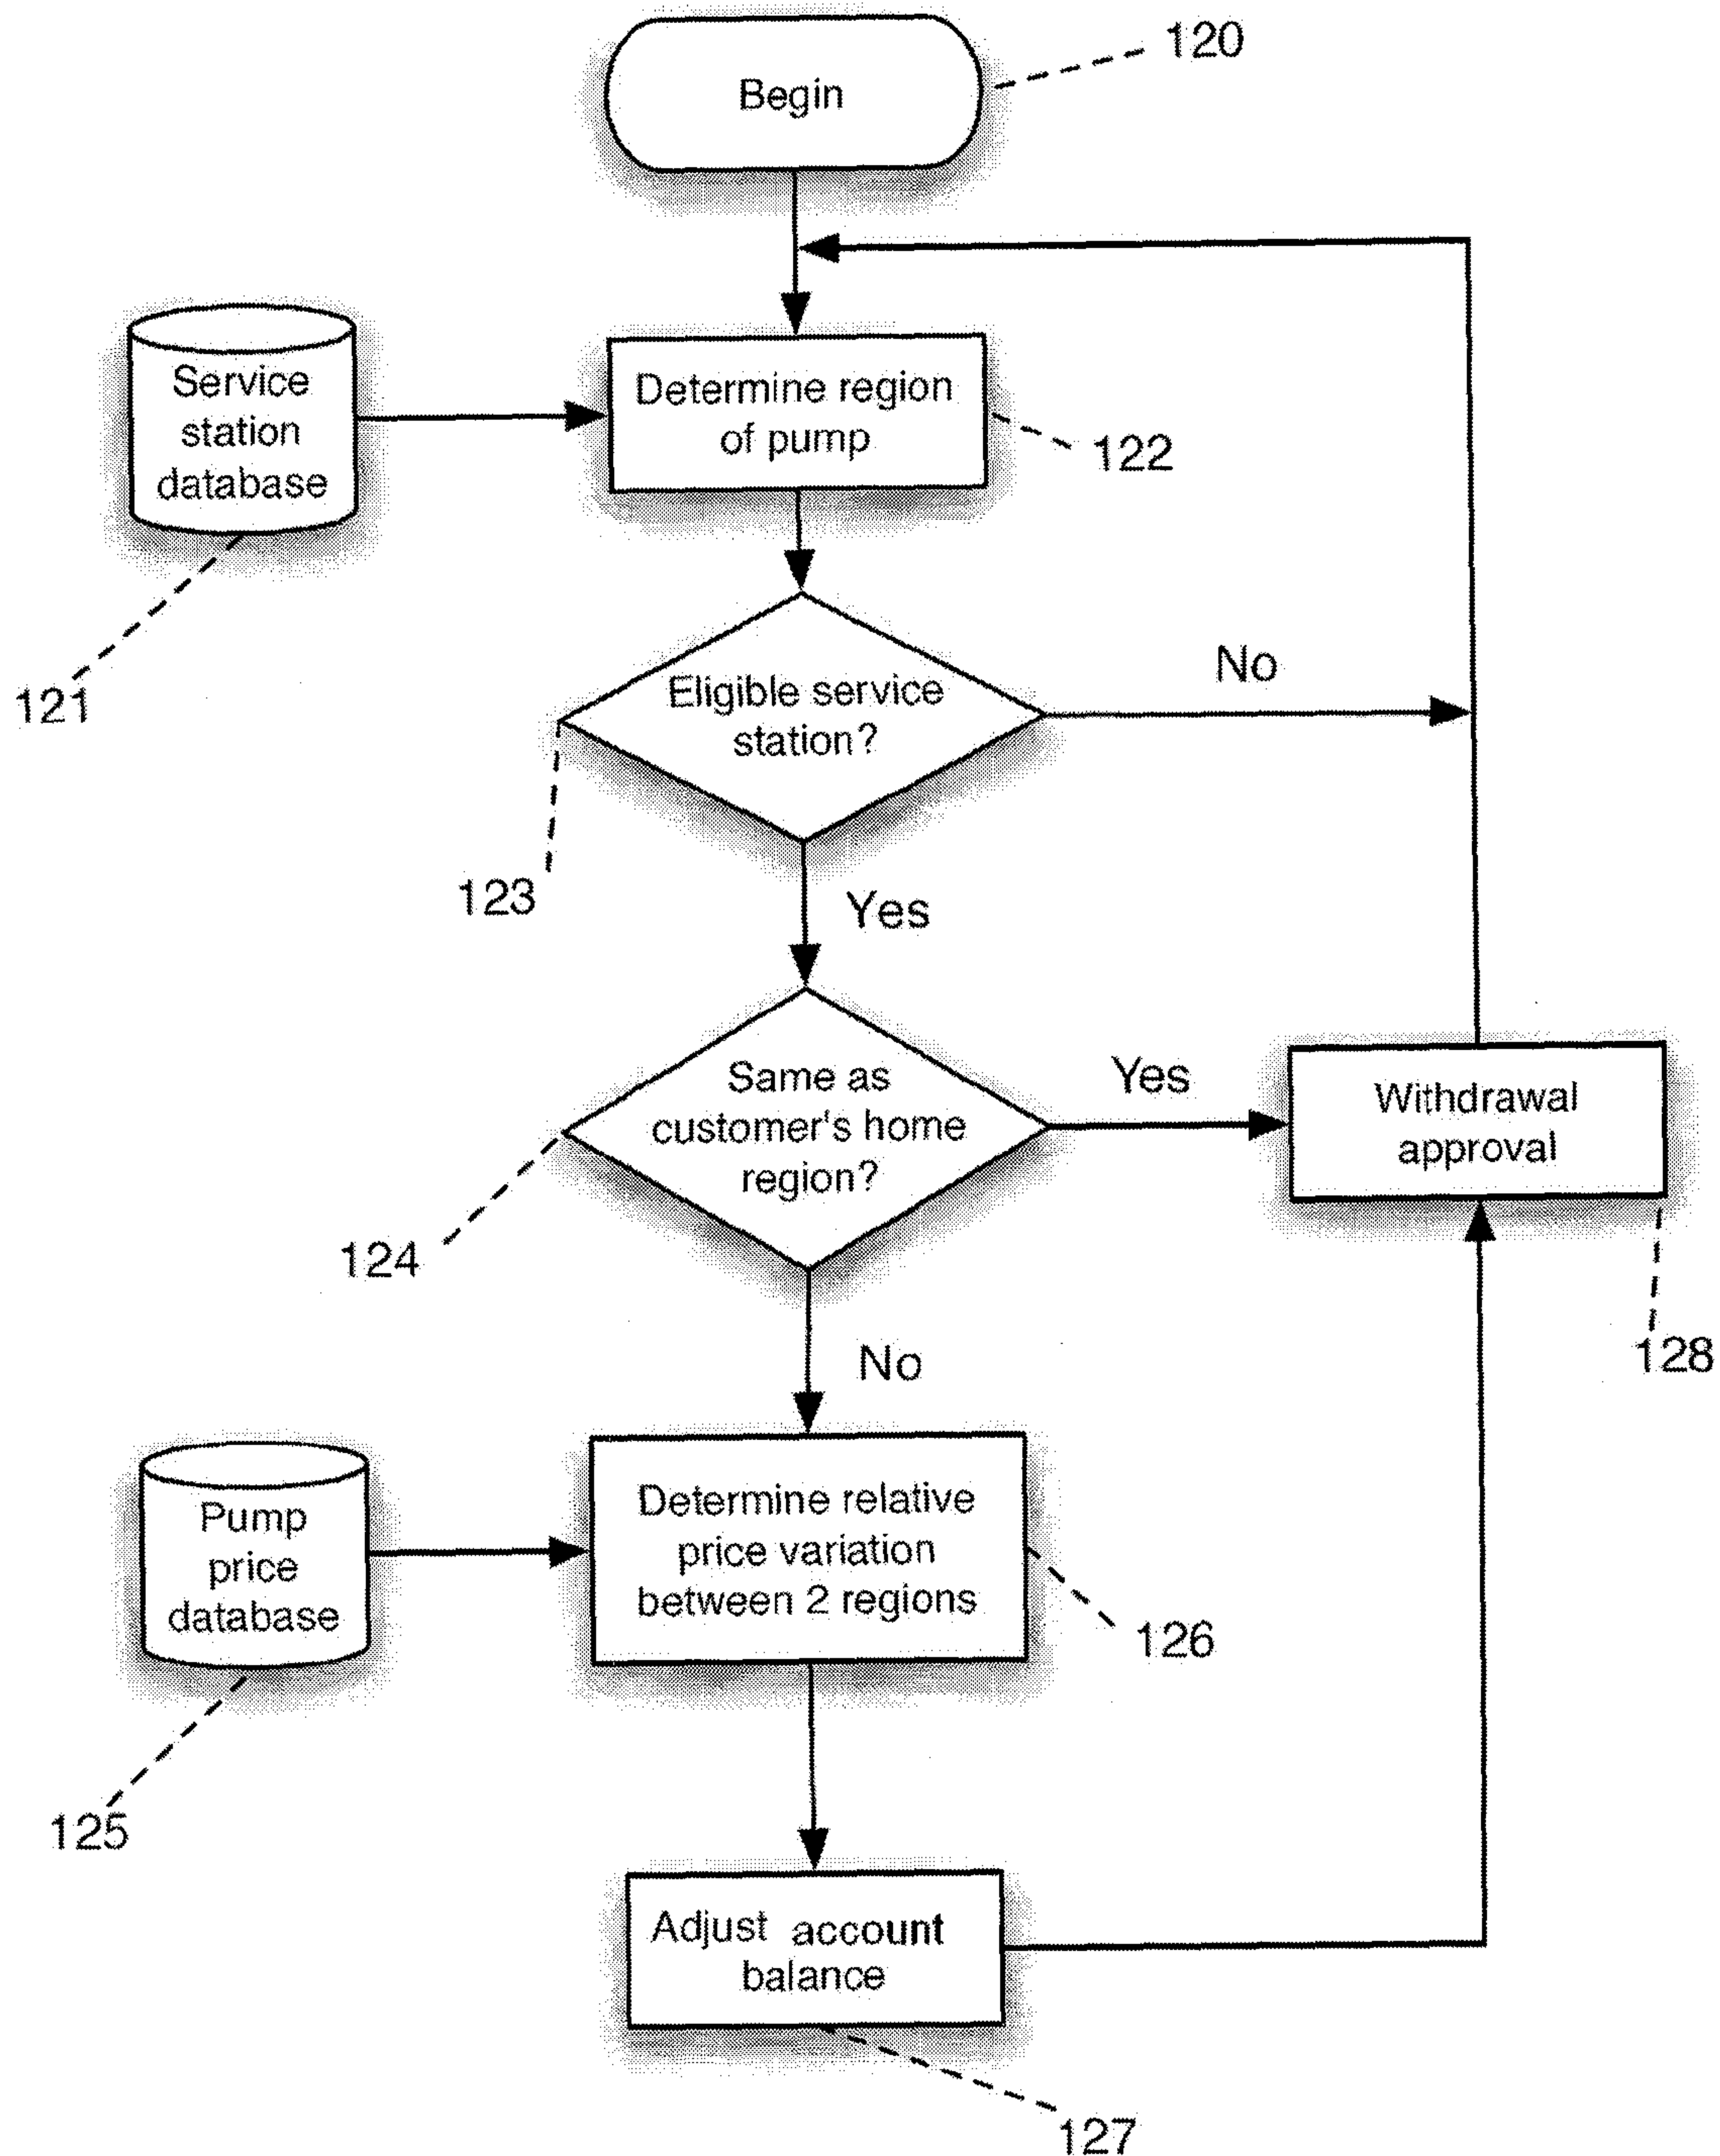 120
Begin
Service
station
database
Determine region
of pump
122
121
Eligible service
station?
No
123
Yes
Same as
customer's home
region?
Yes
Withdrawal
approval
124
128
No
Pump
price
database
Determine relative
price variation
between 2 regions
126
125
Adjust account
balance
127